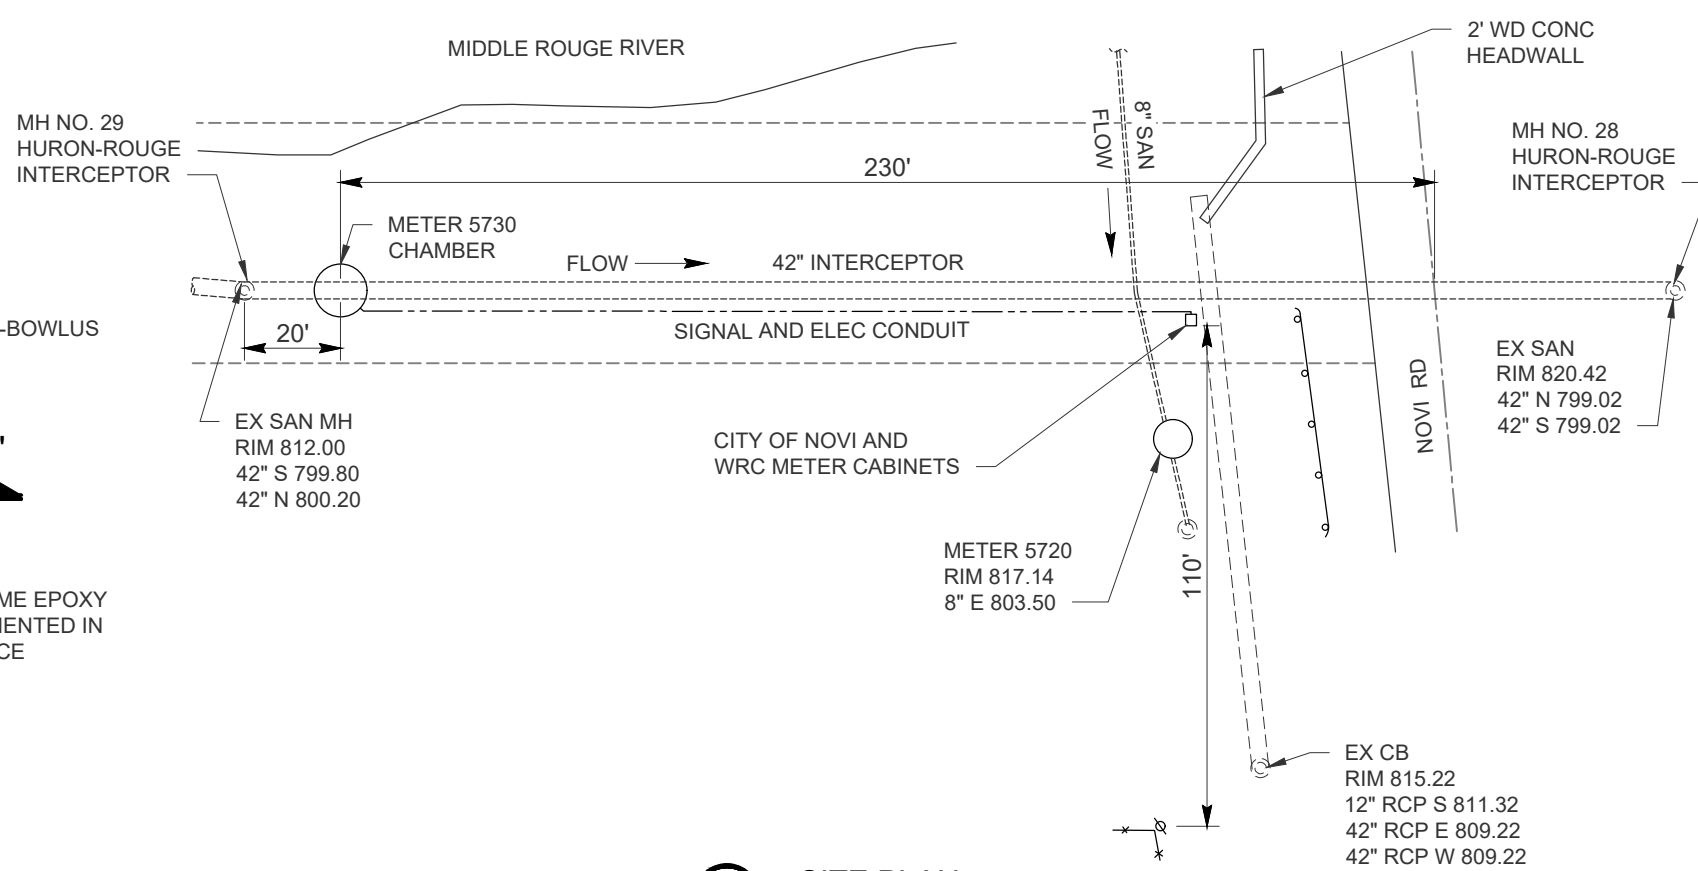 MIDDLE ROUGE RIVER
2' WD CONC
HEADWALL
MH NO. 29
HURON-ROUGE
INTERCEPTOR
8" SAN
FLOW
MH NO. 28
HURON-ROUGE
INTERCEPTOR
230'
METER 5730
CHAMBER
FLOW
42" INTERCEPTOR
-BOWLUS
20'
SIGNAL AND ELEC CONDUIT
EX SAN
RIM 820.42
42" N 799.02
42" S 799.02
NOVI RD
EX SAN MH
RIM 812.00
42" S 799.80
42" N 800.20
CITY OF NOVI AND
WRC METER CABINETS
METER 5720
RIM 817.14
8" E 803.50
110'
ME EPOXY
MENTED IN
CE
EX CB
RIM 815.22
12" RCP S 811.32
42" RCP E 809.22
42" RCP W 809.22
SITE PLAN